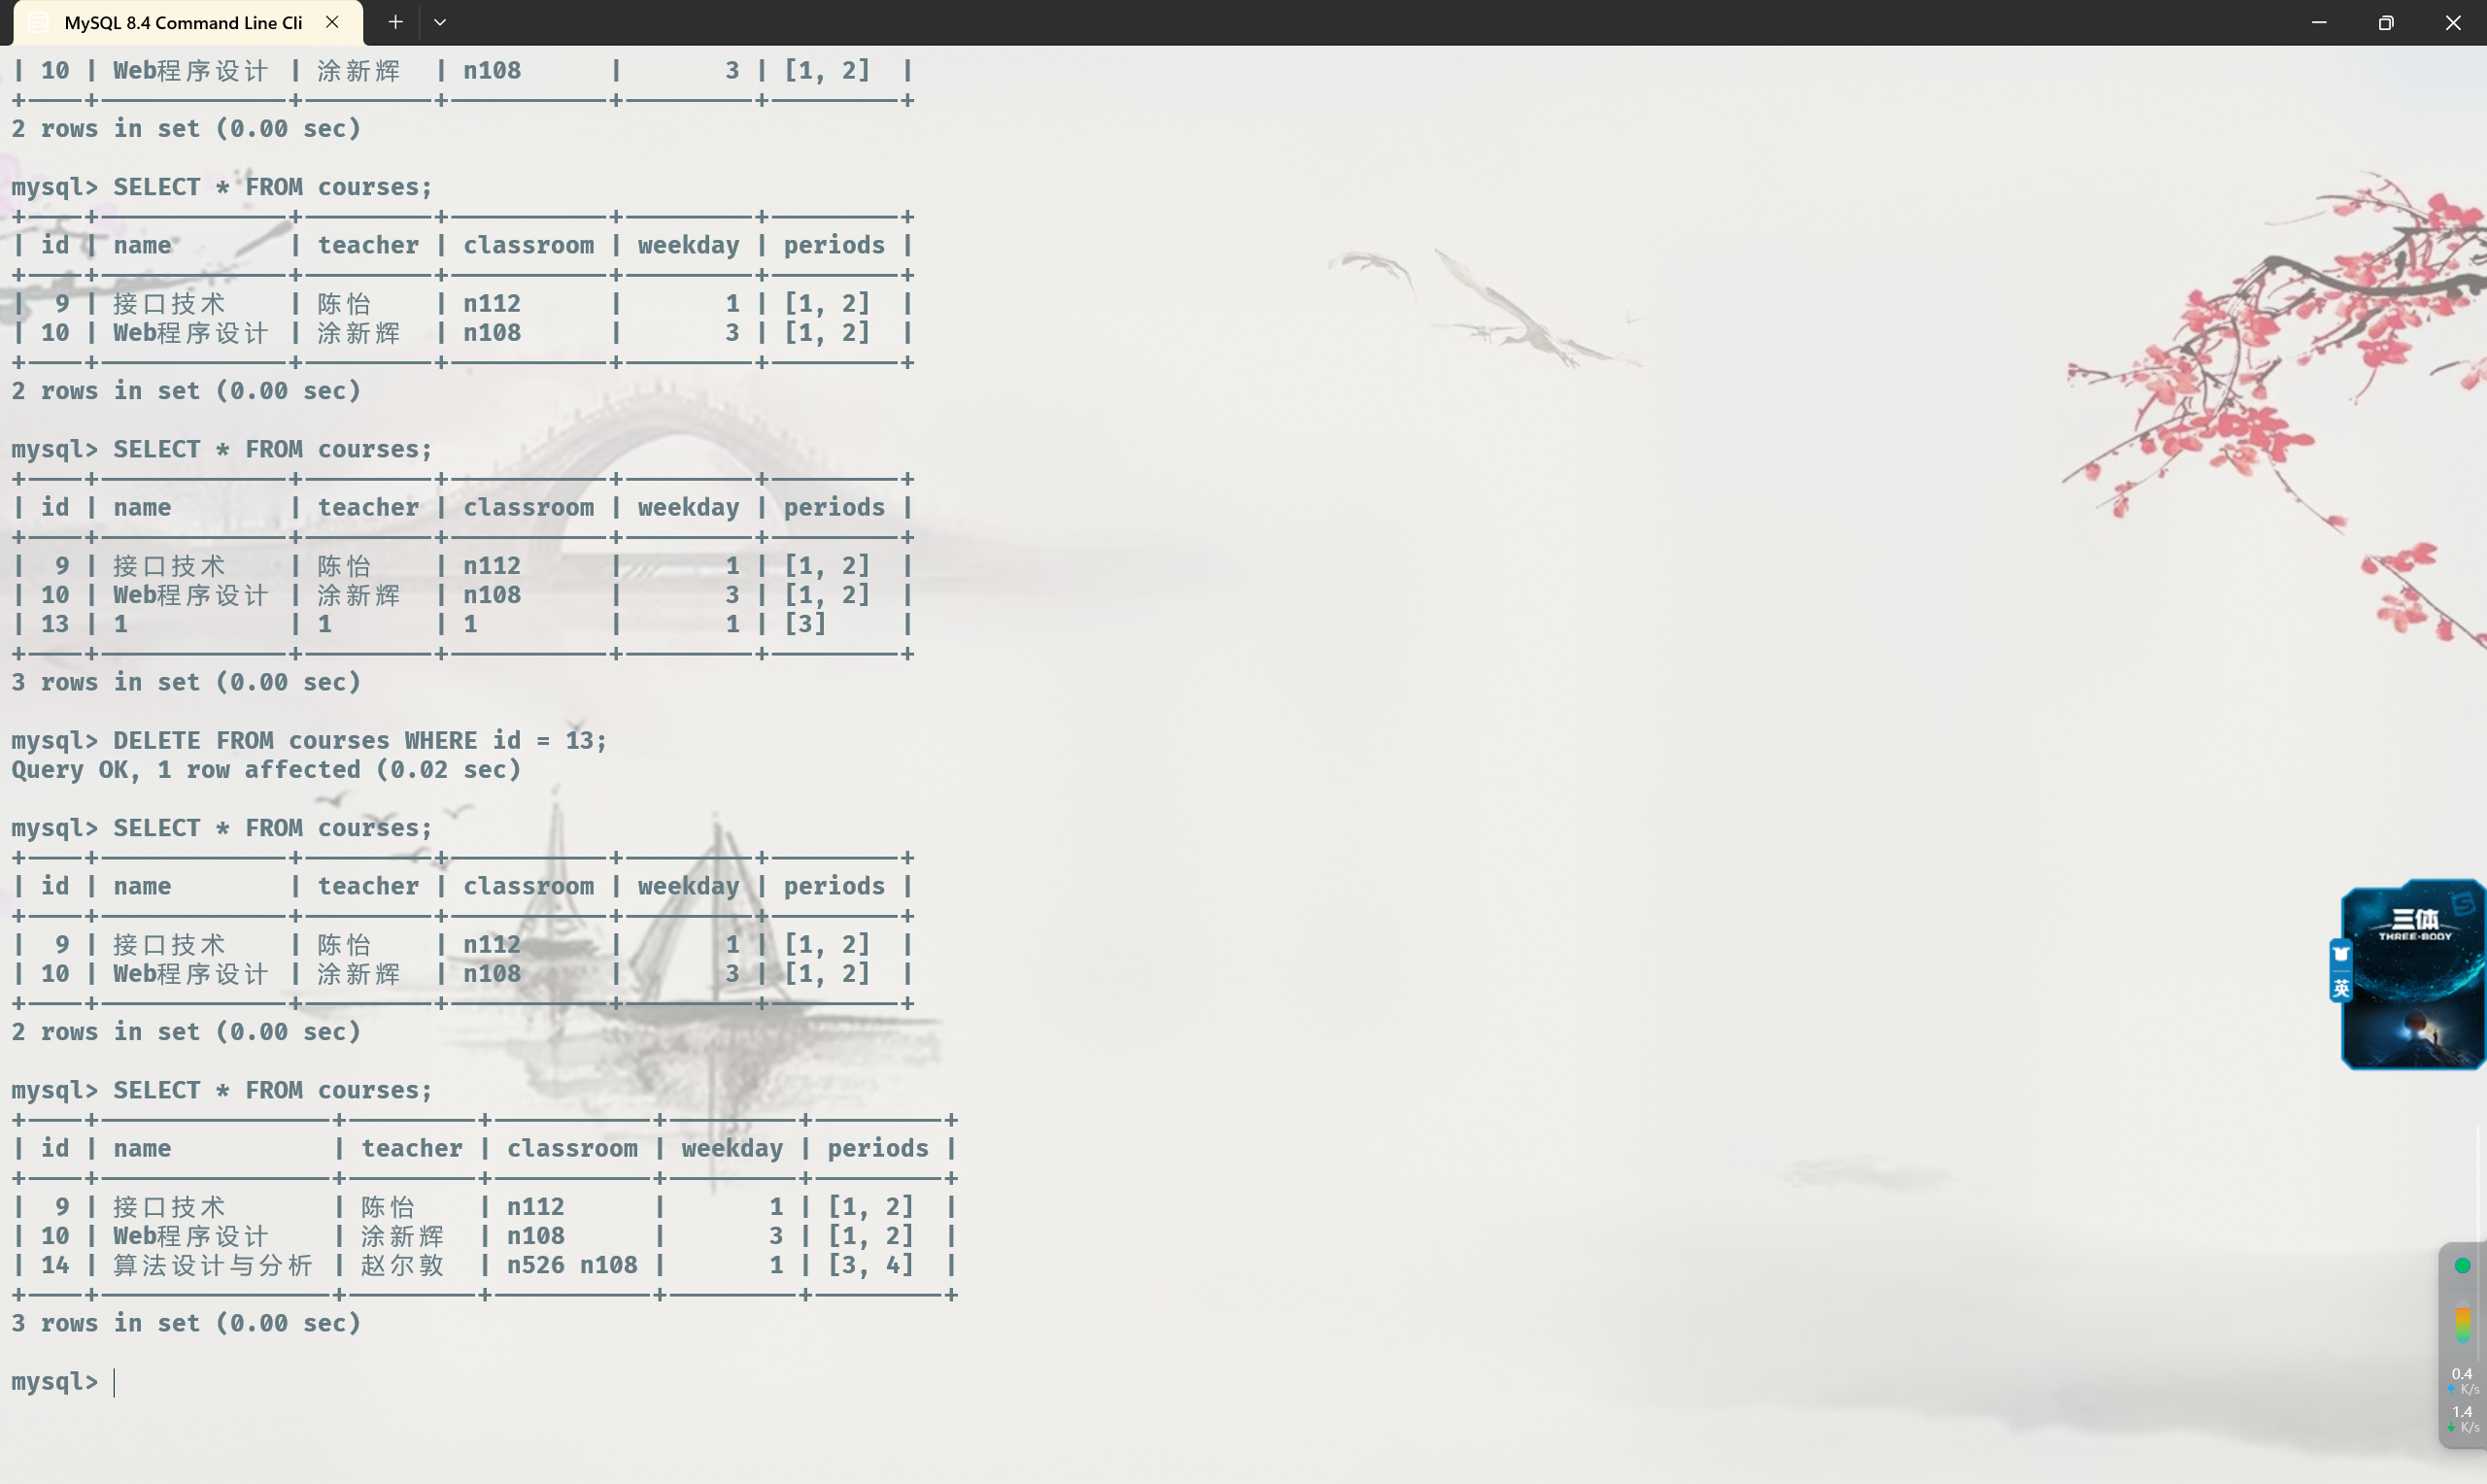 MySQL 8.4 Command Line Cli
| 10 | Web程序设计 | 涂新辉 | n108 | 3 | [1, 2] |
2 rows in set (0.00 sec)
mysql> SELECT * FROM courses;
| id | name | teacher | classroom | weekday | periods |
| 9 | 接口技术 | 陈怡 | n112 | 1 | [1, 2] |
| 10 | Web程序设计 | 涂新辉 | n108 | 3 | [1, 2] |
2 rows in set (0.00 sec)
mysql> SELECT * FROM courses;
| id | name | teacher | classroom | weekday | periods |
| 9 | 接口技术 | 陈怡 | n112 | 1 | [1, 2] |
| 10 | Web程序设计 | 涂新辉 | n108 | 3 | [1, 2] |
| 13 | 1 | 1 | 1 | 1 | [3] |
3 rows in set (0.00 sec)
mysql> DELETE FROM courses WHERE id = 13;
Query OK, 1 row affected (0.02 sec)
mysql> SELECT * FROM courses;
| id | name | teacher | classroom | weekday | periods |
| 9 | 接口技术 | 陈怡 | n112 | 1 | [1, 2] |
| 10 | Web程序设计 | 涂新辉 | n108 | 3 | [1, 2] |
2 rows in set (0.00 sec)
mysql> SELECT * FROM courses;
| id | name | teacher | classroom | weekday | periods |
| 9 | 接口技术 | 陈怡 | n112 | 1 | [1, 2] |
| 10 | Web程序设计 | 涂新辉 | n108 | 3 | [1, 2] |
| 14 | 算法设计与分析 | 赵尔敦 | n526 n108 | 1 | [3, 4] |
3 rows in set (0.00 sec)
mysql>
三体
THREE-BODY
英
0.4
K/s
1.4
K/s